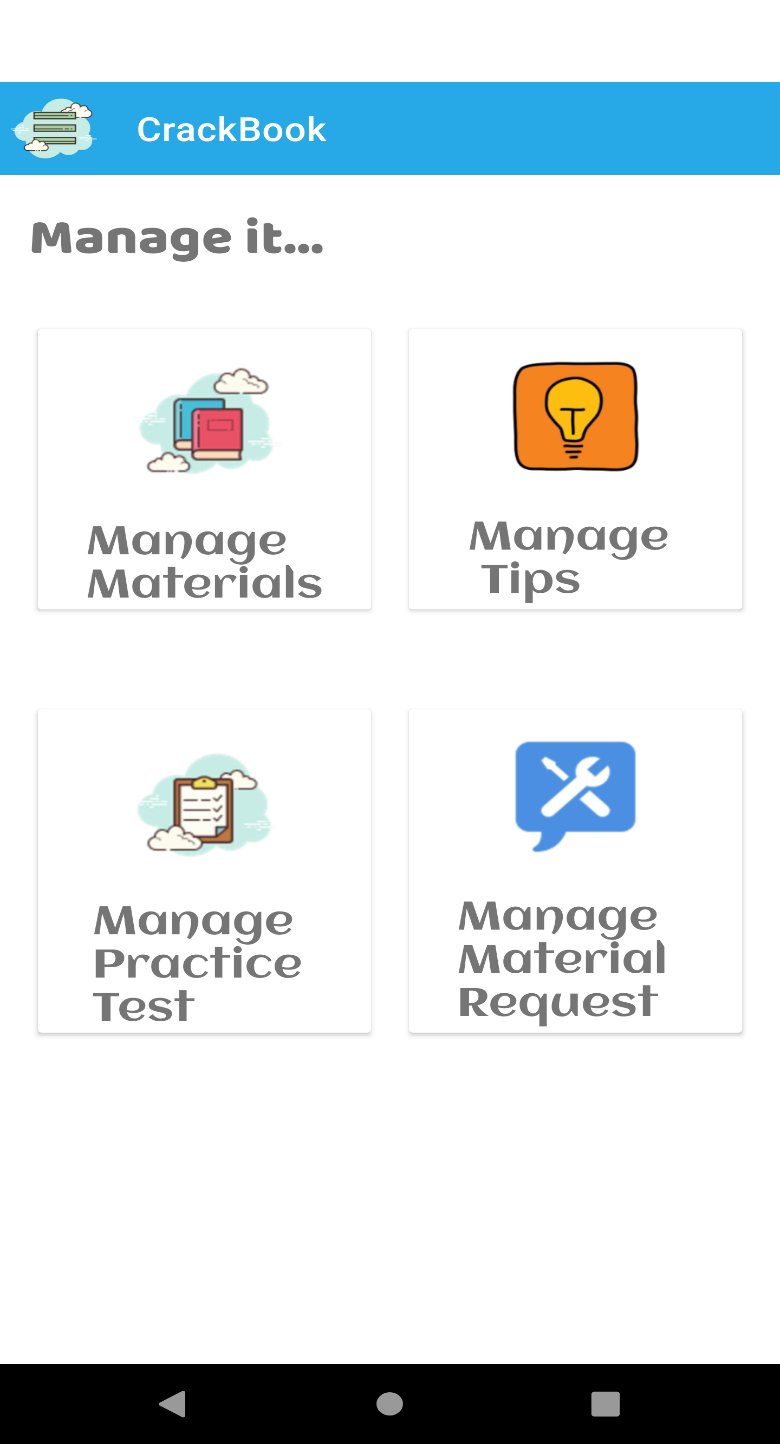 CrackBook
Manage it...
Manage
Materials
Manage
Tips
Manage
Practice
Test
Manage
Material
Request